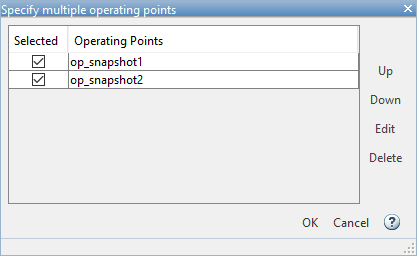 Specify multiple operating points
Selected Operating Points
op_snapshot1
op_snapshot2
Up
Down
Edit
Delete
OK Cancel ?